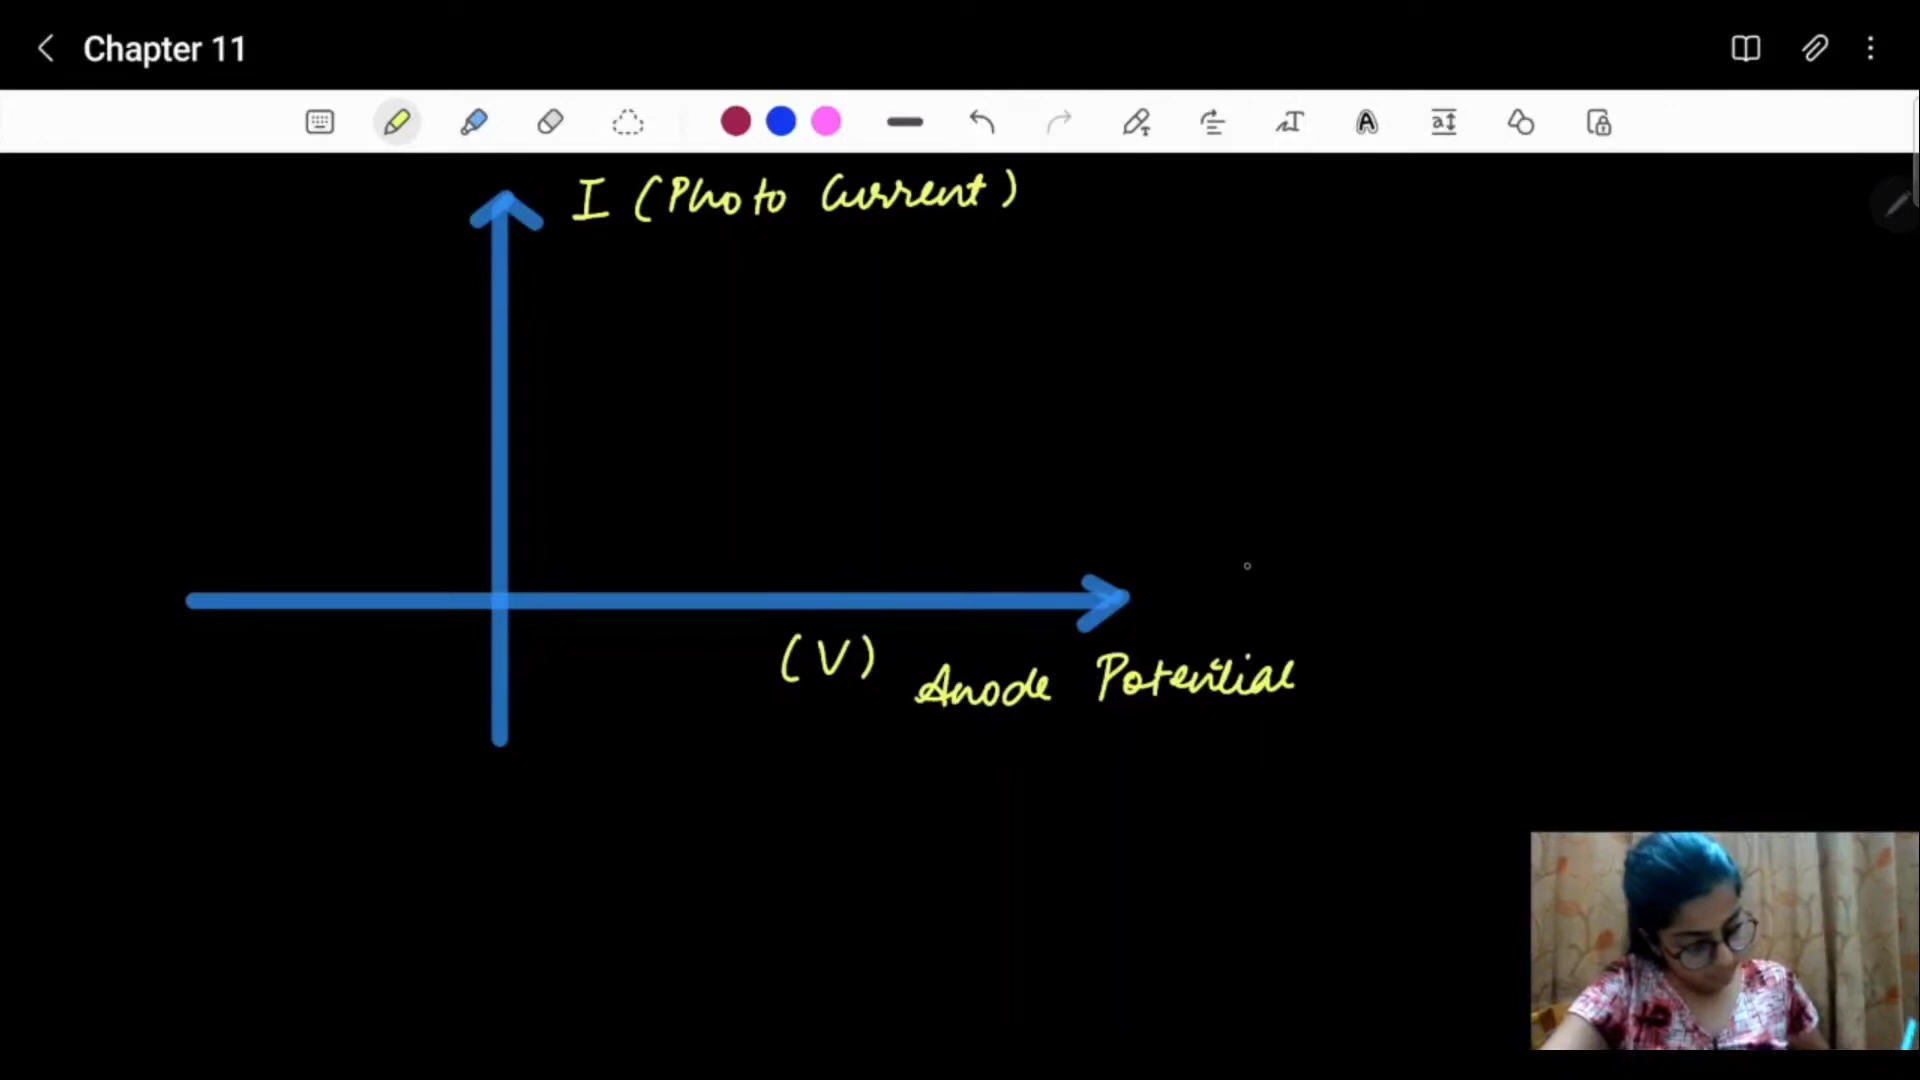 Chapter 11
I (Photo Current)
(V) Anode Potential